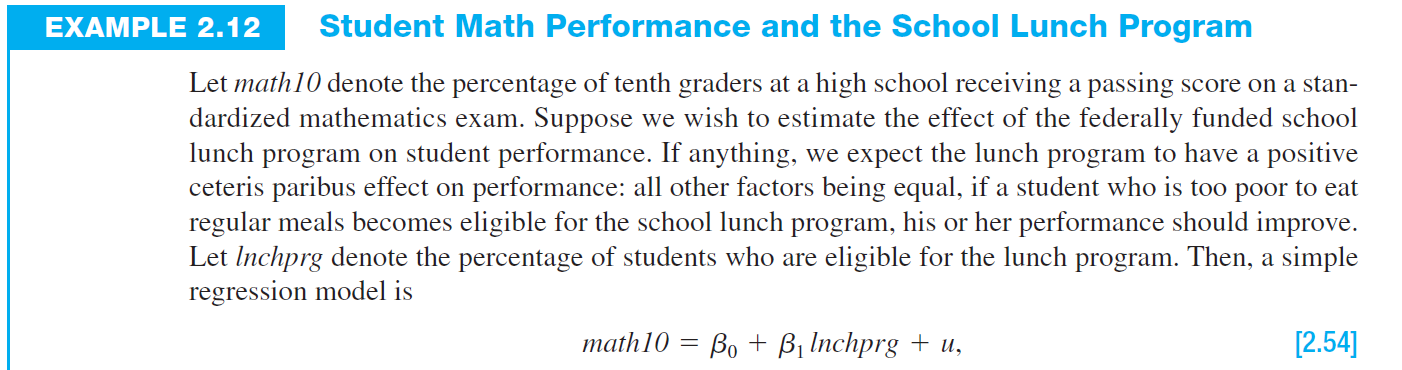 EXAMPLE 2.12 Student Math Performance and the School Lunch Program
Let math10 denote the percentage of tenth graders at a high school receiving a passing score on a stan-
dardized mathematics exam. Suppose we wish to estimate the effect of the federally funded school
lunch program on student performance. If anything, we expect the lunch program to have a positive
ceteris paribus effect on performance: all other factors being equal, if a student who is too poor to eat
regular meals becomes eligible for the school lunch program, his or her performance should improve.
Let lnchprg denote the percentage of students who are eligible for the lunch program. Then, a simple
regression model is
math10 = β₀ + β₁ lnchprg + u, [2.54]